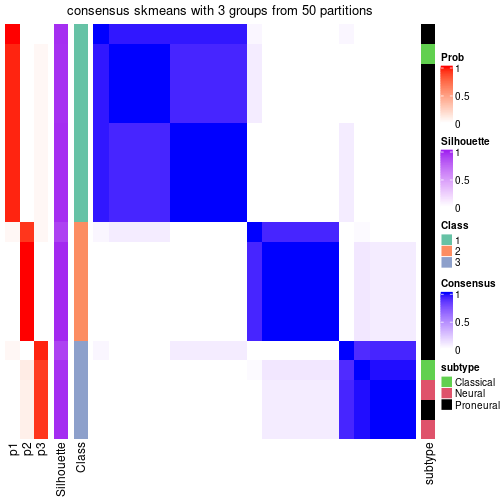 consensus skmeans with 3 groups from 50 partitions
Prob
1
0.5
0
Silhouette
1
0.5
0
Class
1
2
3
Consensus
1
0.5
0
subtype
Classical
Neural
Proneural
p1
p2
p3
Silhouette
Class
subtype